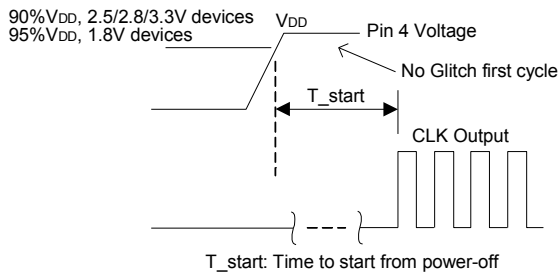 90%VDD, 2.5/2.8/3.3V devices
95%VDD, 1.8V devices
VDD
Pin 4 Voltage
No Glitch first cycle
T_start
CLK Output
T_start: Time to start from power-off